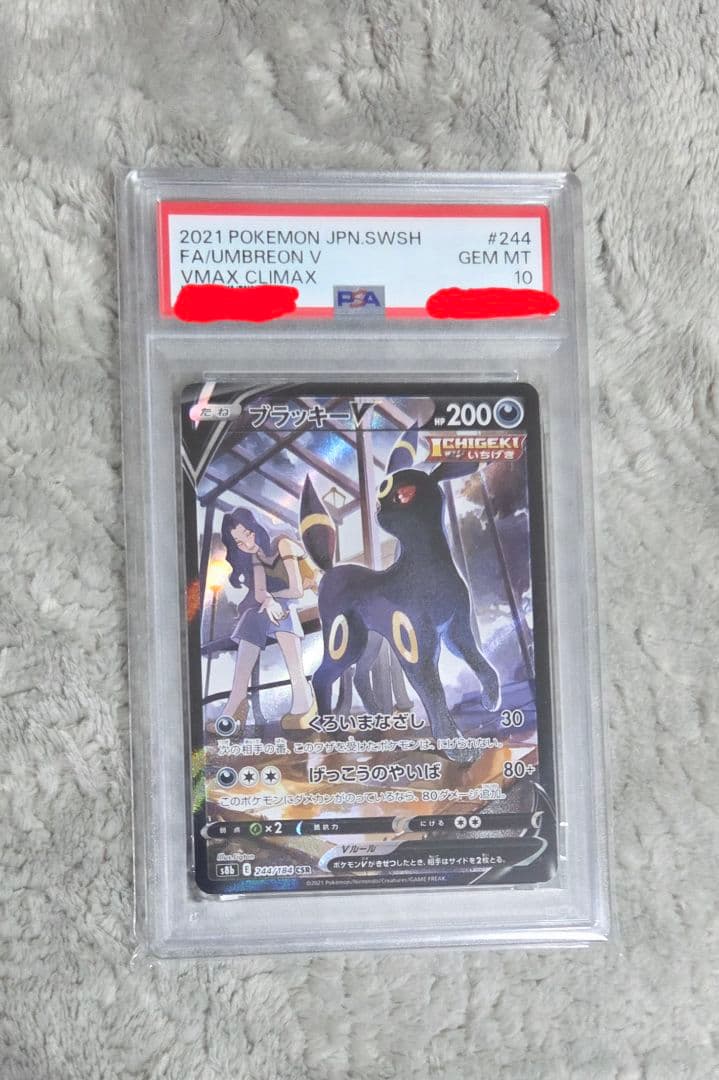 2021 POKEMON JPN.SWSH #244
FA/UMBREON V GEM MT
VMAX CLIMAX 10
PSA
たね ブラッキーV HP 200
ICHIGEKI
いちげき
くろいまなざし 30
次の相手の番、このワザを受けたポケモンは、にげられない。
げっこうのやいば 80+
このポケモンにダメカンがのっているなら、80ダメージ追加。
弱点 ×2 抵抗力 にげる
Vルール
ポケモンVがきぜつしたとき、相手はサイドを2枚とる。
s8b E 244/184 CSR
©2021 Pokémon/Nintendo/Creatures/GAME FREAK.